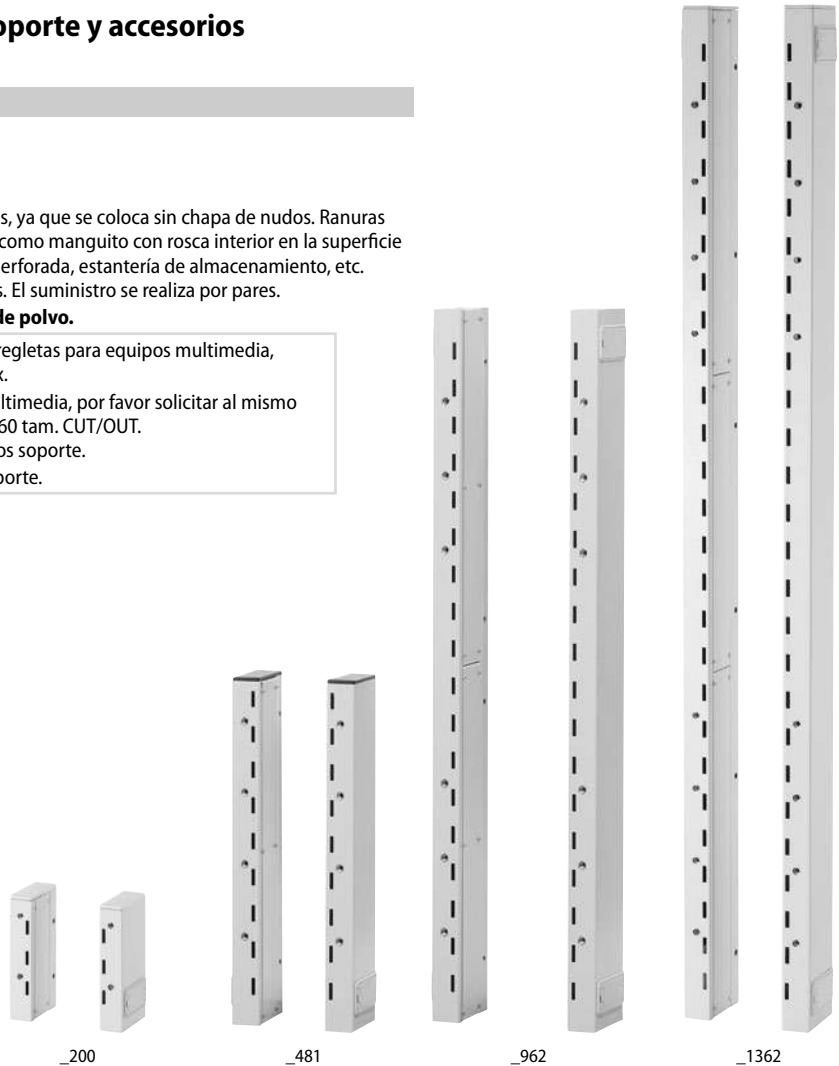 oporte y accesorios
s, ya que se coloca sin chapa de nudos. Ranuras
como manguito con rosca interior en la superficie
erforada, estantería de almacenamiento, etc.
s. El suministro se realiza por pares.
de polvo.
regletas para equipos multimedia,
x.
ltimedia, por favor solicitar al mismo
60 tam. CUT/OUT.
os soporte.
porte.
_200
_481
_962
_1362